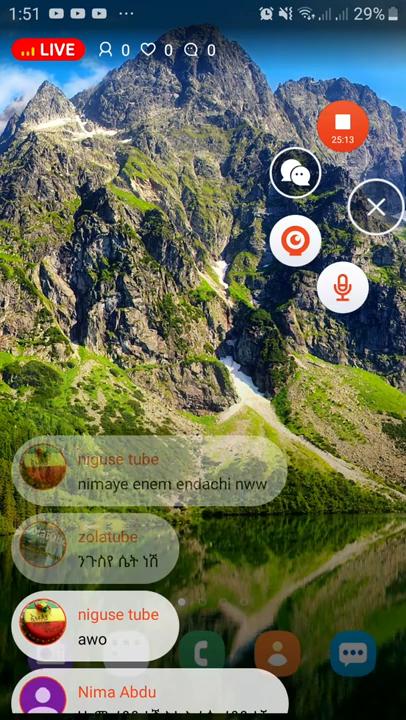 1:51
29%
LIVE
0
0
0
25:13
niguse tube
nimaye enem endachi nww
zolatube
ንጉስየ ሴት ነሽ
niguse tube
awo
Nima Abdu